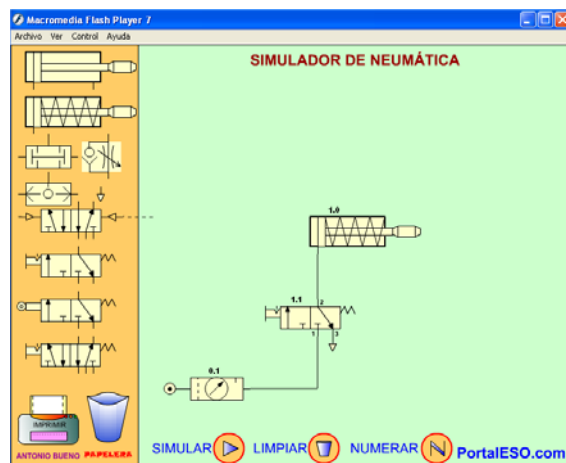 Macromedia Flash Player 7
Archivo Ver Control Ayuda
SIMULADOR DE NEUMÁTICA
1.0
1.1
2
1
3
0.1
IMPRIMIR
ANTONIO BUENO
PAPELERA
SIMULAR
LIMPIAR
NUMERAR
N
PortalESO.com